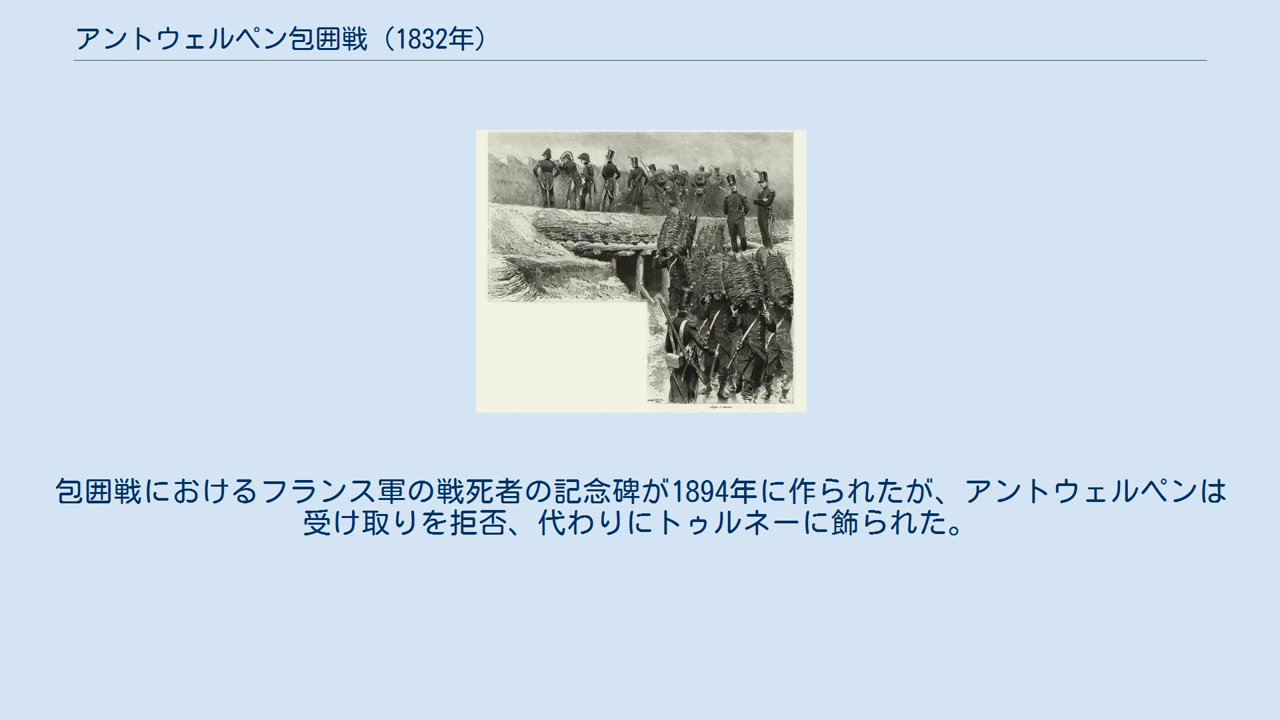 アントウェルペン包囲戦（1832年）
包囲戦におけるフランス軍の戦死者の記念碑が1894年に作られたが、アントウェルペンは
受け取りを拒否、代わりにトゥルネーに飾られた。